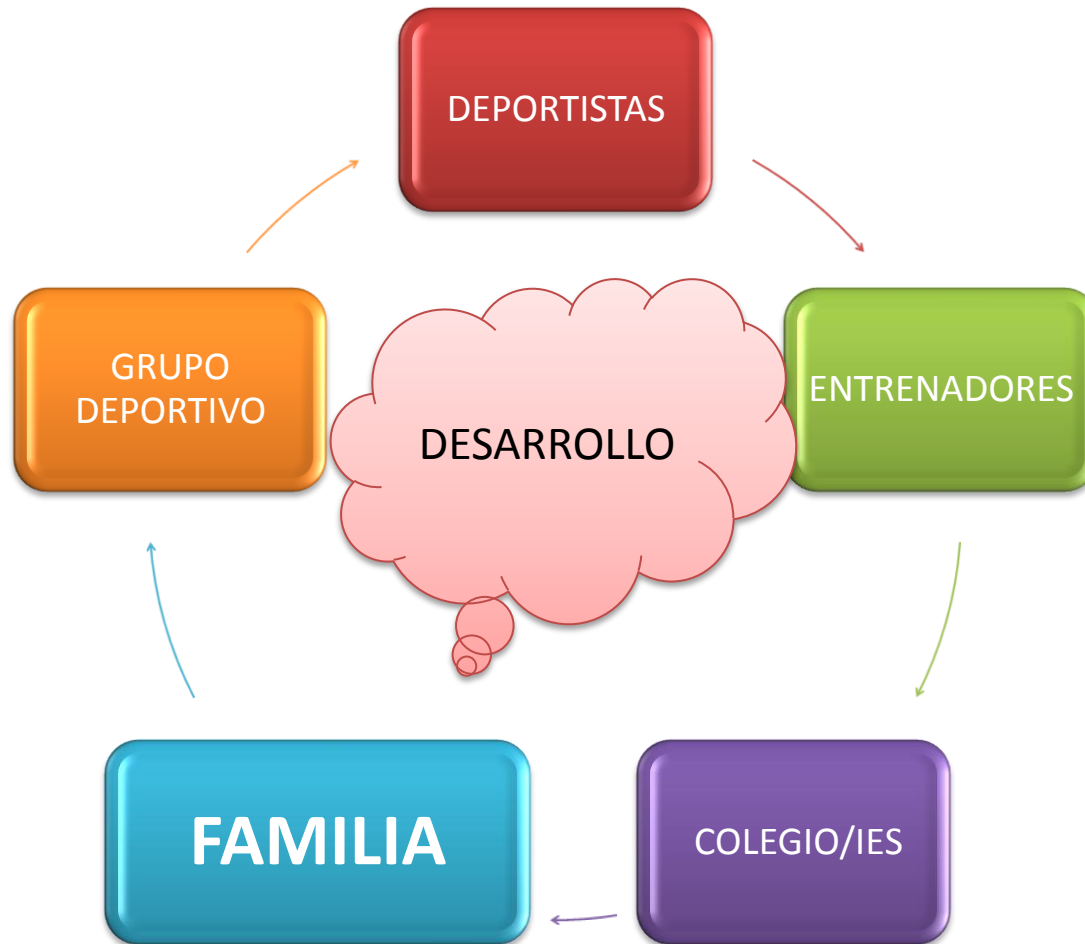 DEPORTISTAS
GRUPO
DEPORTIVO
ENTRENADORES
DESARROLLO
FAMILIA
COLEGIO/IES